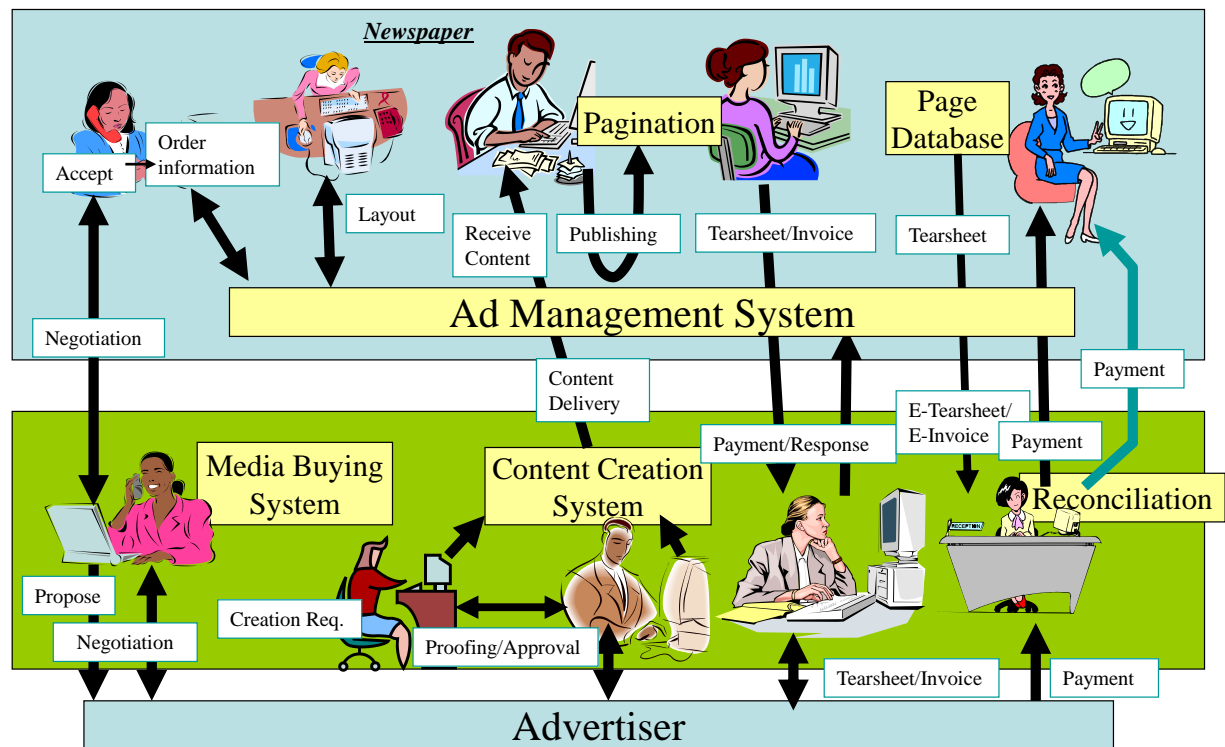 Newspaper
Pagination
Page
Database
Order
information
Accept
Layout
Receive
Content
Publishing
Tearsheet/Invoice
Tearsheet
Ad Management System
Negotiation
Content
Delivery
Payment
E-Tearsheet/
E-Invoice
Payment/Response
Payment
Media Buying
System
Content Creation
System
Reconciliation
RECEPTION
Propose
Creation Req.
Negotiation
Proofing/Approval
Tearsheet/Invoice
Payment
Advertiser